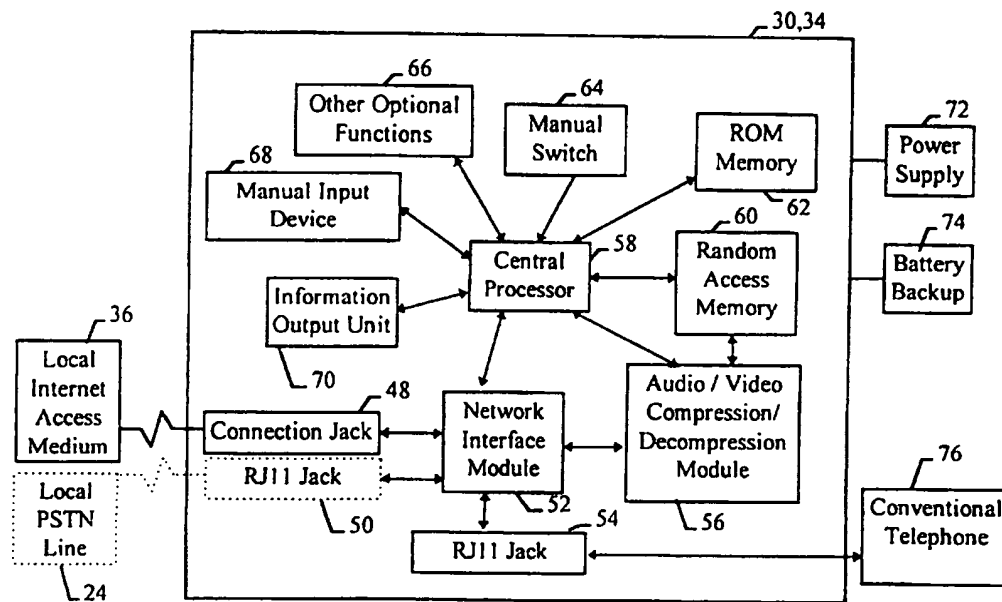 30,34
66
Other Optional
Functions
64
Manual
Switch
ROM
Memory
62
72
Power
Supply
68
Manual Input
Device
60
Random
Access
Memory
58
Central
Processor
74
Battery
Backup
Information
Output Unit
70
36
Local
Internet
Access
Medium
48
Connection Jack
Network
Interface
Module
52
Audio / Video
Compression/
Decompression
Module
56
RJ11 Jack
50
Local
PSTN
Line
24
54
RJ11 Jack
76
Conventional
Telephone